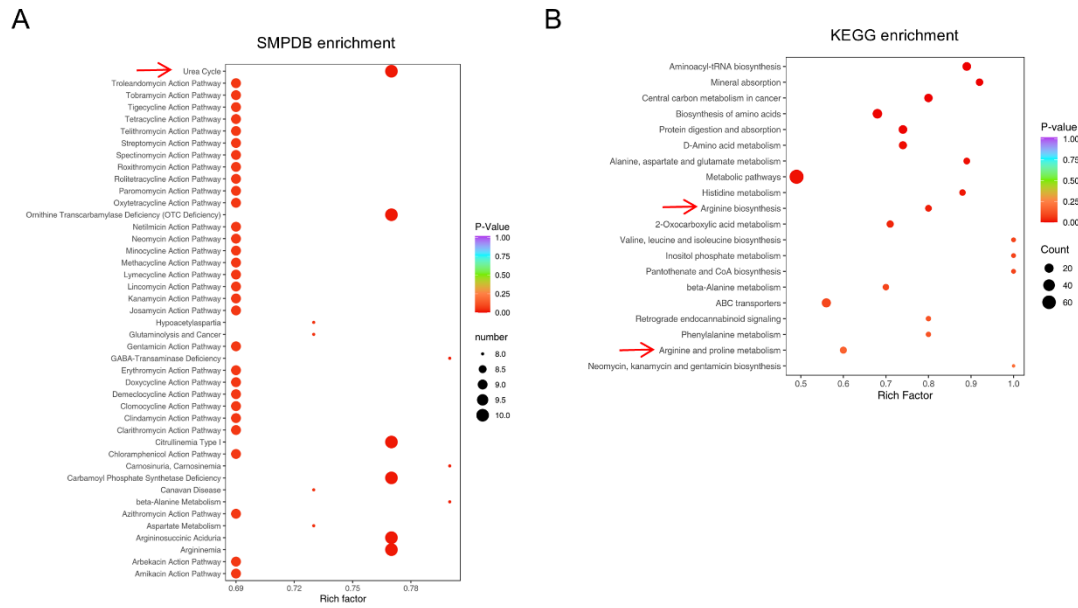 A
SMPDB enrichment
Urea Cycle
Troleandomycin Action Pathway
Tobramycin Action Pathway
Tigecycline Action Pathway
Tetracycline Action Pathway
Telithromycin Action Pathway
Streptomycin Action Pathway
Spectinomycin Action Pathway
Roxithromycin Action Pathway
Rolitetracycline Action Pathway
Paromomycin Action Pathway
Oxytetracycline Action Pathway
Ornithine Transcarbamylase Deficiency (OTC Deficiency)
Netilmicin Action Pathway
Neomycin Action Pathway
Minocycline Action Pathway
Methacycline Action Pathway
Lymecycline Action Pathway
Lincomycin Action Pathway
Kanamycin Action Pathway
Josamycin Action Pathway
Hypoacetylaspartia
Glutaminolysis and Cancer
Gentamicin Action Pathway
GABA-Transaminase Deficiency
Erythromycin Action Pathway
Doxycycline Action Pathway
Demeclocycline Action Pathway
Clomocycline Action Pathway
Clindamycin Action Pathway
Clarithromycin Action Pathway
Citrullinemia Type I
Chloramphenicol Action Pathway
Carnosinuria, Carnosinemia
Carbamoyl Phosphate Synthetase Deficiency
Canavan Disease
beta-Alanine Metabolism
Azithromycin Action Pathway
Aspartate Metabolism
Argininosuccinic Aciduria
Argininemia
Arbekacin Action Pathway
Amikacin Action Pathway
0.69 0.72 0.75 0.78
Rich factor
P-Value
1.00
0.75
0.50
0.25
0.00
number
8.0
8.5
9.0
9.5
10.0
B
KEGG enrichment
Aminoacyl-tRNA biosynthesis
Mineral absorption
Central carbon metabolism in cancer
Biosynthesis of amino acids
Protein digestion and absorption
D-Amino acid metabolism
Alanine, aspartate and glutamate metabolism
Metabolic pathways
Histidine metabolism
Arginine biosynthesis
2-Oxocarboxylic acid metabolism
Valine, leucine and isoleucine biosynthesis
Inositol phosphate metabolism
Pantothenate and CoA biosynthesis
beta-Alanine metabolism
ABC transporters
Retrograde endocannabinoid signaling
Phenylalanine metabolism
Arginine and proline metabolism
Neomycin, kanamycin and gentamicin biosynthesis
0.5 0.6 0.7 0.8 0.9 1.0
Rich Factor
P-value
1.00
0.75
0.50
0.25
0.00
Count
20
40
60